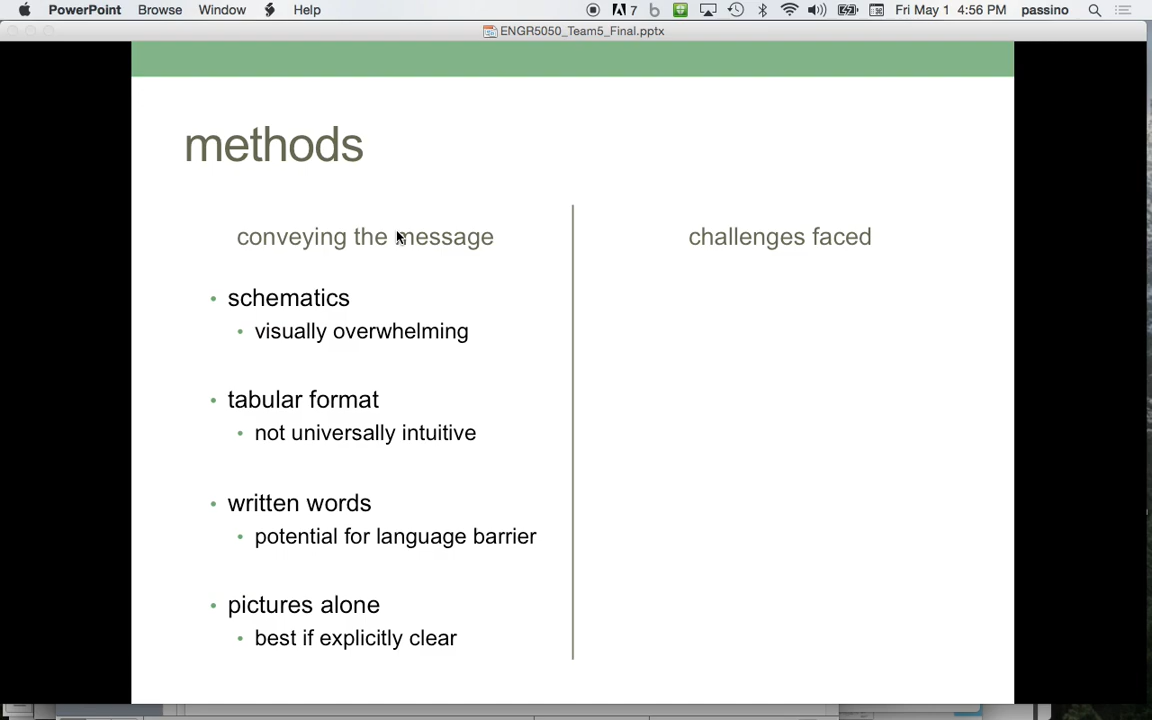 PowerPoint Browse Window Help 7 Fri May 1 4:56 PM passino
ENGR5050_Team5_Final.pptx
methods
conveying the message
• schematics
• visually overwhelming
• tabular format
• not universally intuitive
• written words
• potential for language barrier
• pictures alone
• best if explicitly clear
challenges faced